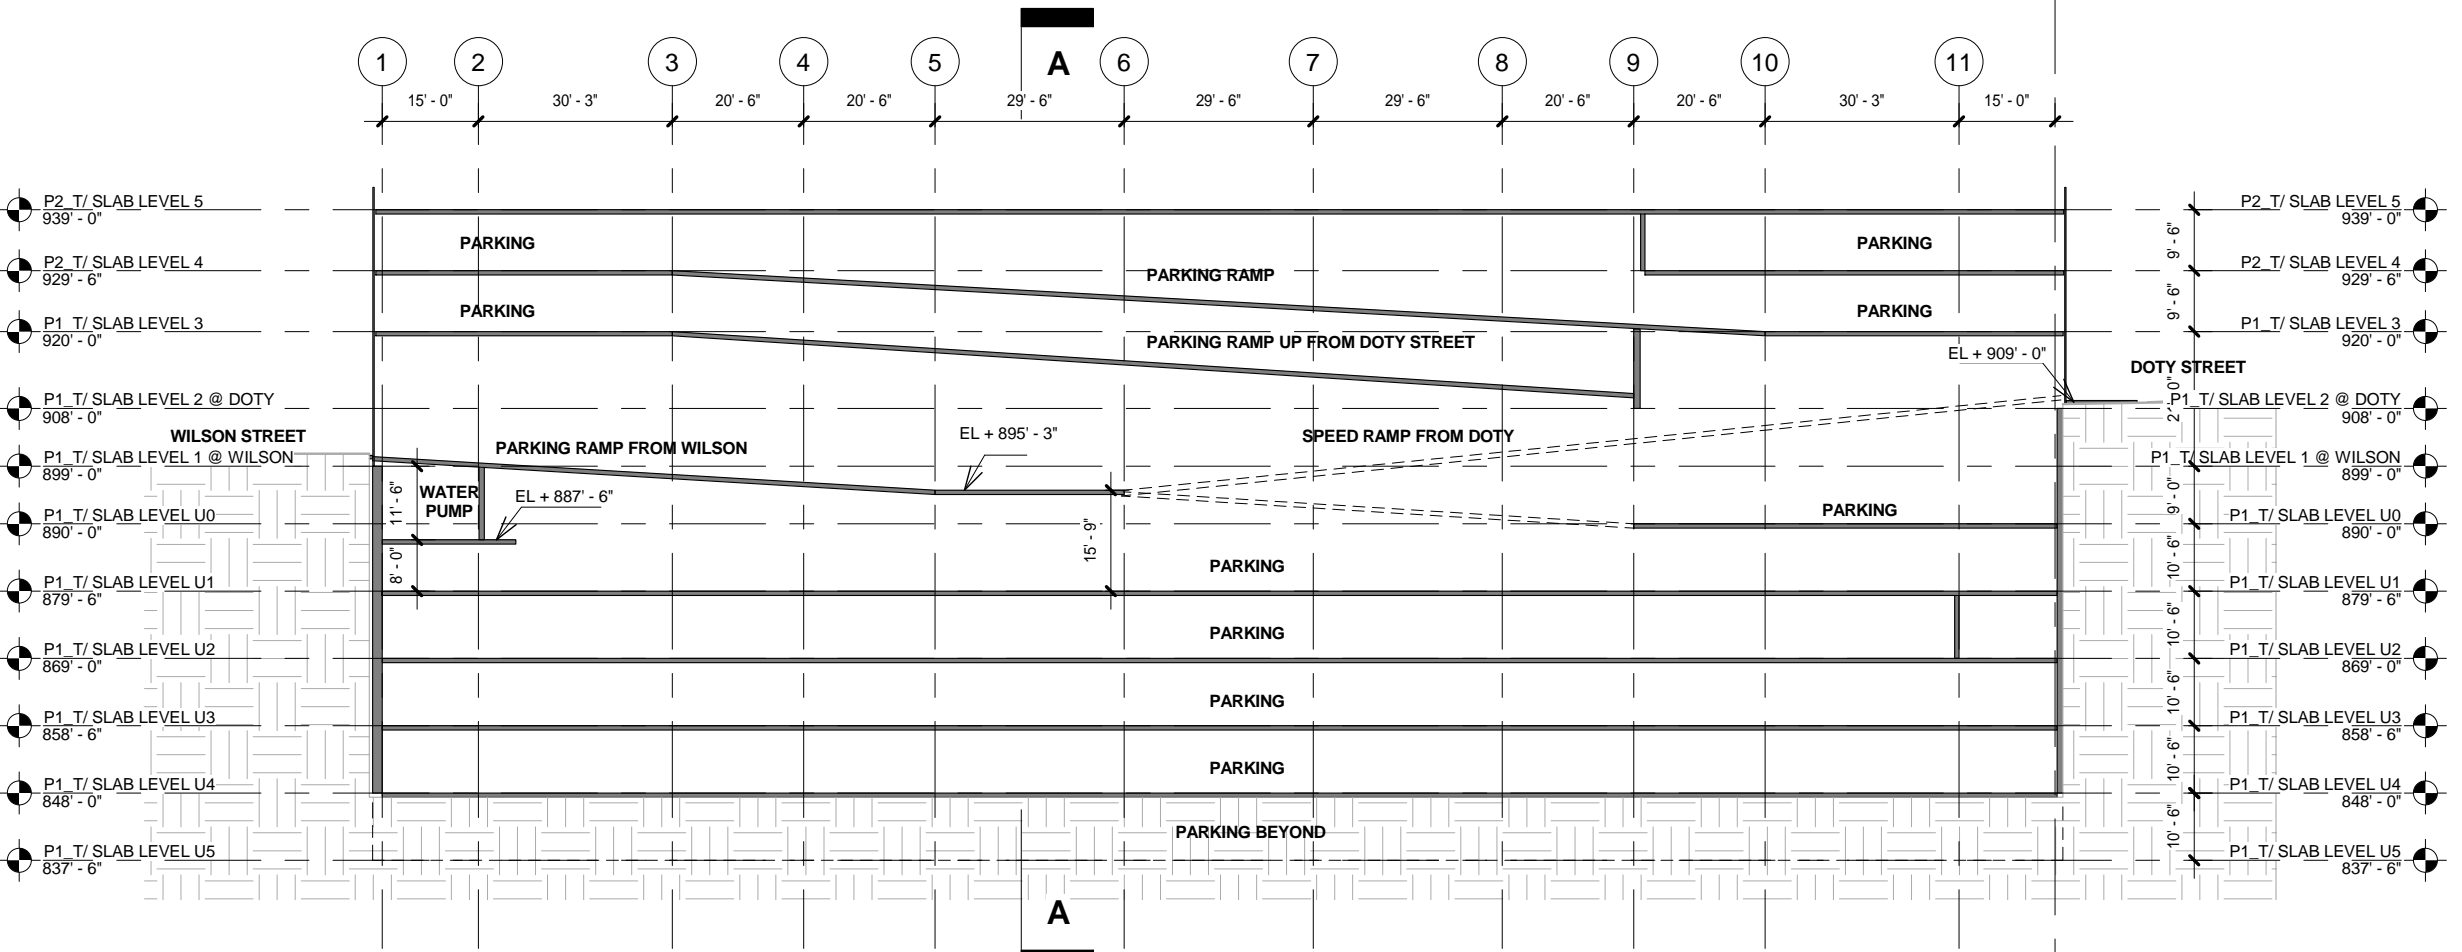 A
1 2 3 4 5 6 7 8 9 10 11
15' - 0" 30' - 3" 20' - 6" 20' - 6" 29' - 6" 29' - 6" 29' - 6" 20' - 6" 20' - 6" 30' - 3" 15' - 0"
P2_T/ SLAB LEVEL 5
939' - 0"
P2_T/ SLAB LEVEL 5
939' - 0"
PARKING
PARKING
9' - 6"
P2_T/ SLAB LEVEL 4
929' - 6"
PARKING RAMP
P2_T/ SLAB LEVEL 4
929' - 6"
PARKING
PARKING
9' - 6"
P1_T/ SLAB LEVEL 3
920' - 0"
PARKING RAMP UP FROM DOTY STREET
P1_T/ SLAB LEVEL 3
920' - 0"
EL + 909' - 0"
DOTY STREET
P1_T/ SLAB LEVEL 2 @ DOTY
908' - 0"
P1_T/ SLAB LEVEL 2 @ DOTY
908' - 0"
WILSON STREET
PARKING RAMP FROM WILSON
EL + 895' - 3"
SPEED RAMP FROM DOTY
P1_T/ SLAB LEVEL 1 @ WILSON
899' - 0"
P1_T/ SLAB LEVEL 1 @ WILSON
899' - 0"
11' - 6"
WATER
PUMP
EL + 887' - 6"
9' - 0"
P1_T/ SLAB LEVEL U0
890' - 0"
PARKING
P1_T/ SLAB LEVEL U0
890' - 0"
8' - 0"
15' - 9"
PARKING
10' - 6"
P1_T/ SLAB LEVEL U1
879' - 6"
P1_T/ SLAB LEVEL U1
879' - 6"
PARKING
10' - 6"
P1_T/ SLAB LEVEL U2
869' - 0"
P1_T/ SLAB LEVEL U2
869' - 0"
PARKING
10' - 6"
P1_T/ SLAB LEVEL U3
858' - 6"
P1_T/ SLAB LEVEL U3
858' - 6"
PARKING
10' - 6"
P1_T/ SLAB LEVEL U4
848' - 0"
P1_T/ SLAB LEVEL U4
848' - 0"
PARKING BEYOND
10' - 6"
P1_T/ SLAB LEVEL U5
837' - 6"
P1_T/ SLAB LEVEL U5
837' - 6"
A